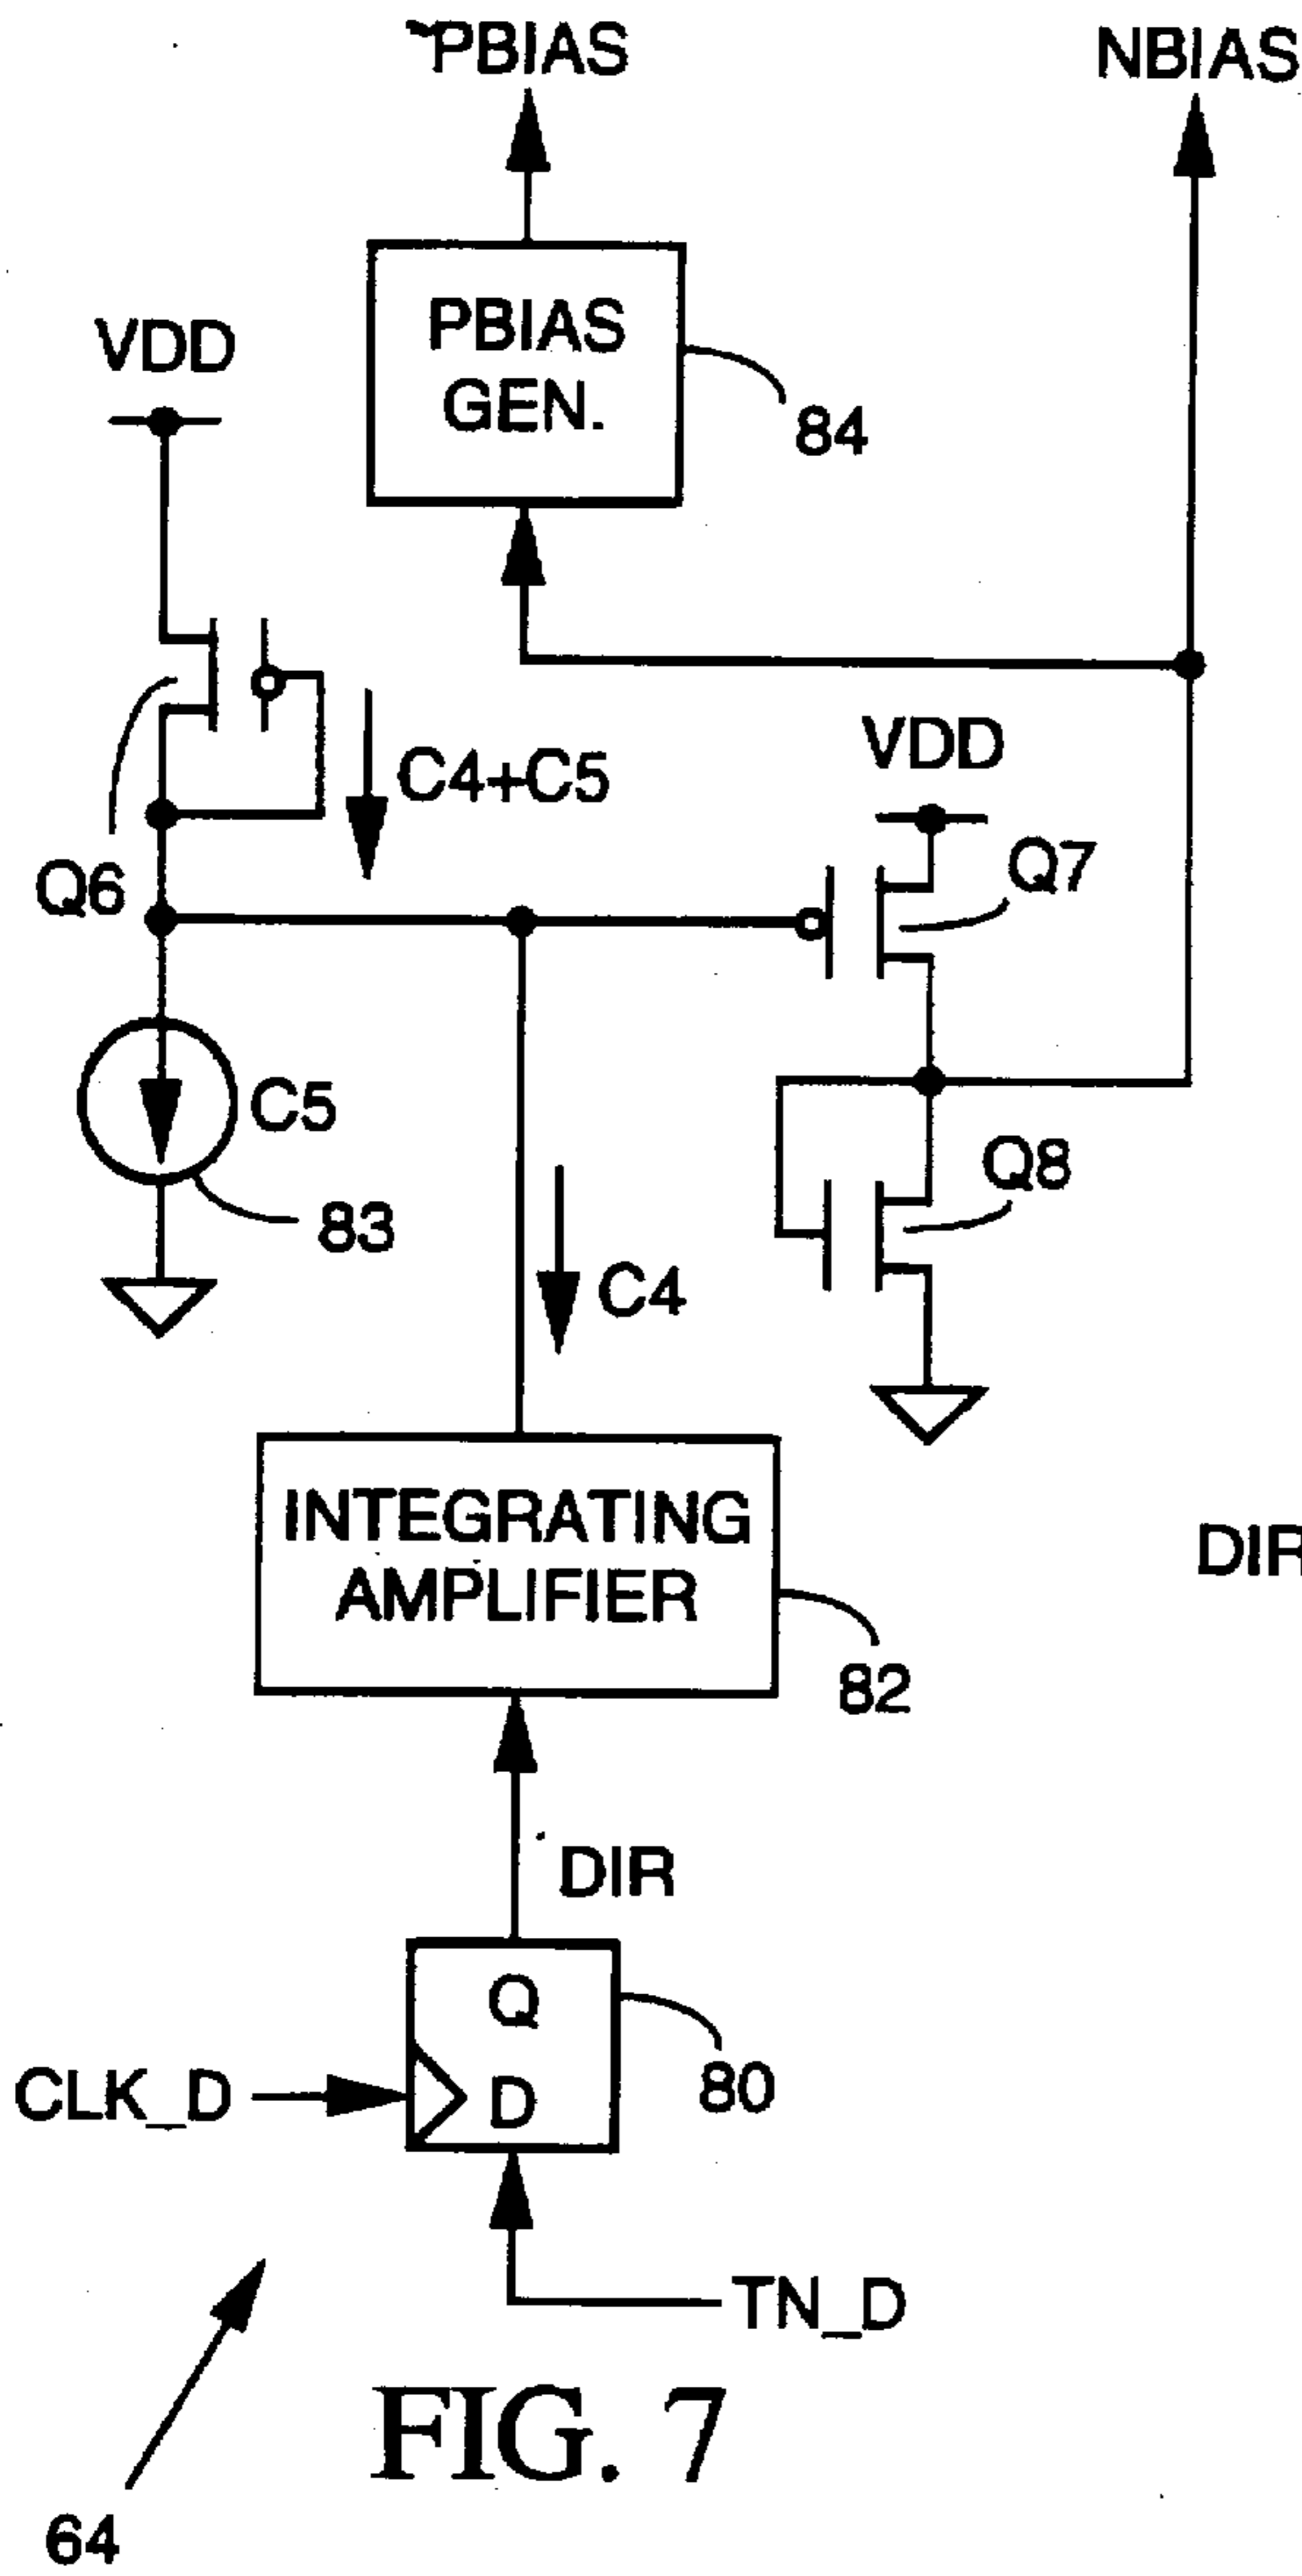 PBIAS
NBIAS
PBIAS
GEN.
84
VDD
C4+C5
VDD
Q6
Q7
C5
Q8
83
C4
INTEGRATING
AMPLIFIER
DIR
82
DIR
Q
CLK_D
D
80
TN_D
FIG. 7
64